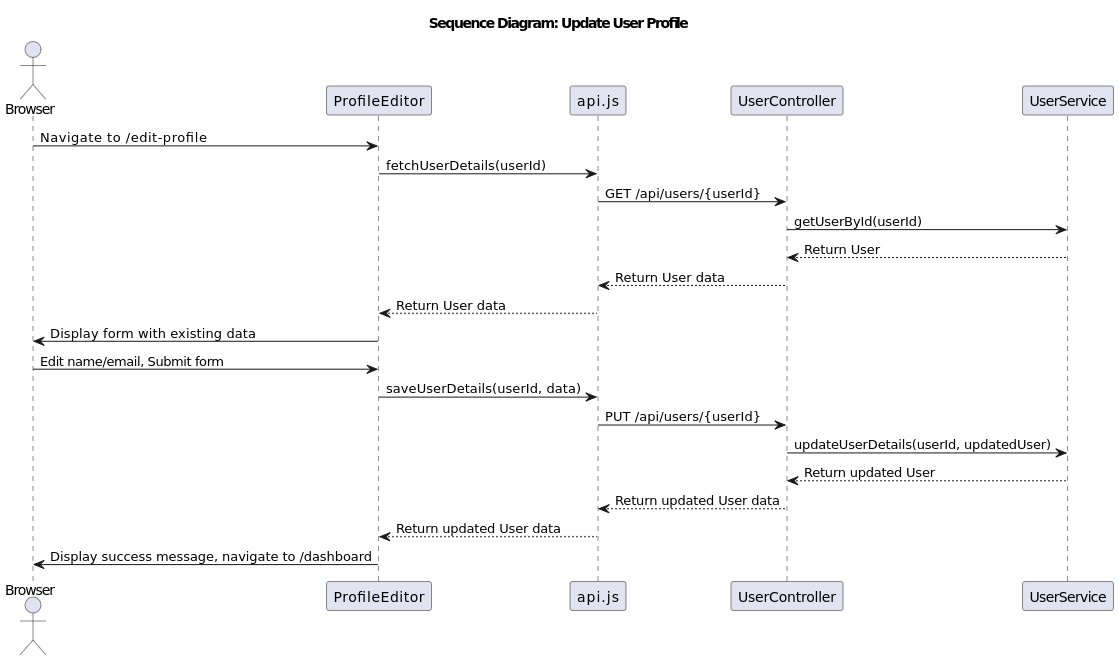 Sequence Diagram: Update User Profile
Browser
ProfileEditor
api.js
UserController
UserService
Navigate to /edit-profile
fetchUserDetails(userId)
GET /api/users/{userId}
getUserById(userId)
Return User
Return User data
Return User data
Display form with existing data
Edit name/email, Submit form
saveUserDetails(userId, data)
PUT /api/users/{userId}
updateUserDetails(userId, updatedUser)
Return updated User
Return updated User data
Return updated User data
Display success message, navigate to /dashboard
Browser
ProfileEditor
api.js
UserController
UserService